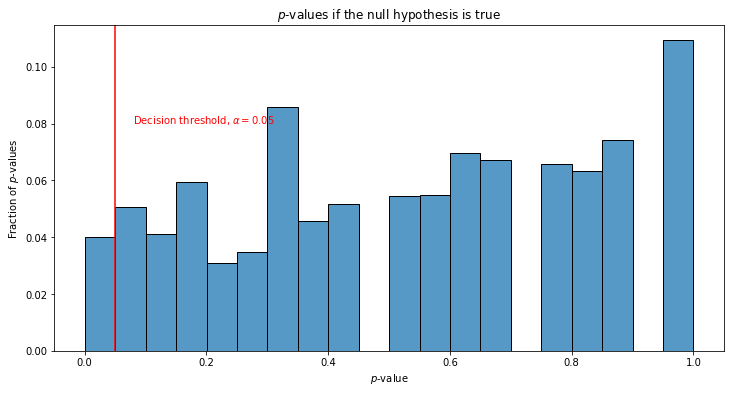 p-values if the null hypothesis is true
0.10
0.08
0.06
0.04
0.02
0.00
Fraction of p-values
Decision threshold, α = 0.05
0.0 0.2 0.4 0.6 0.8 1.0
p-value